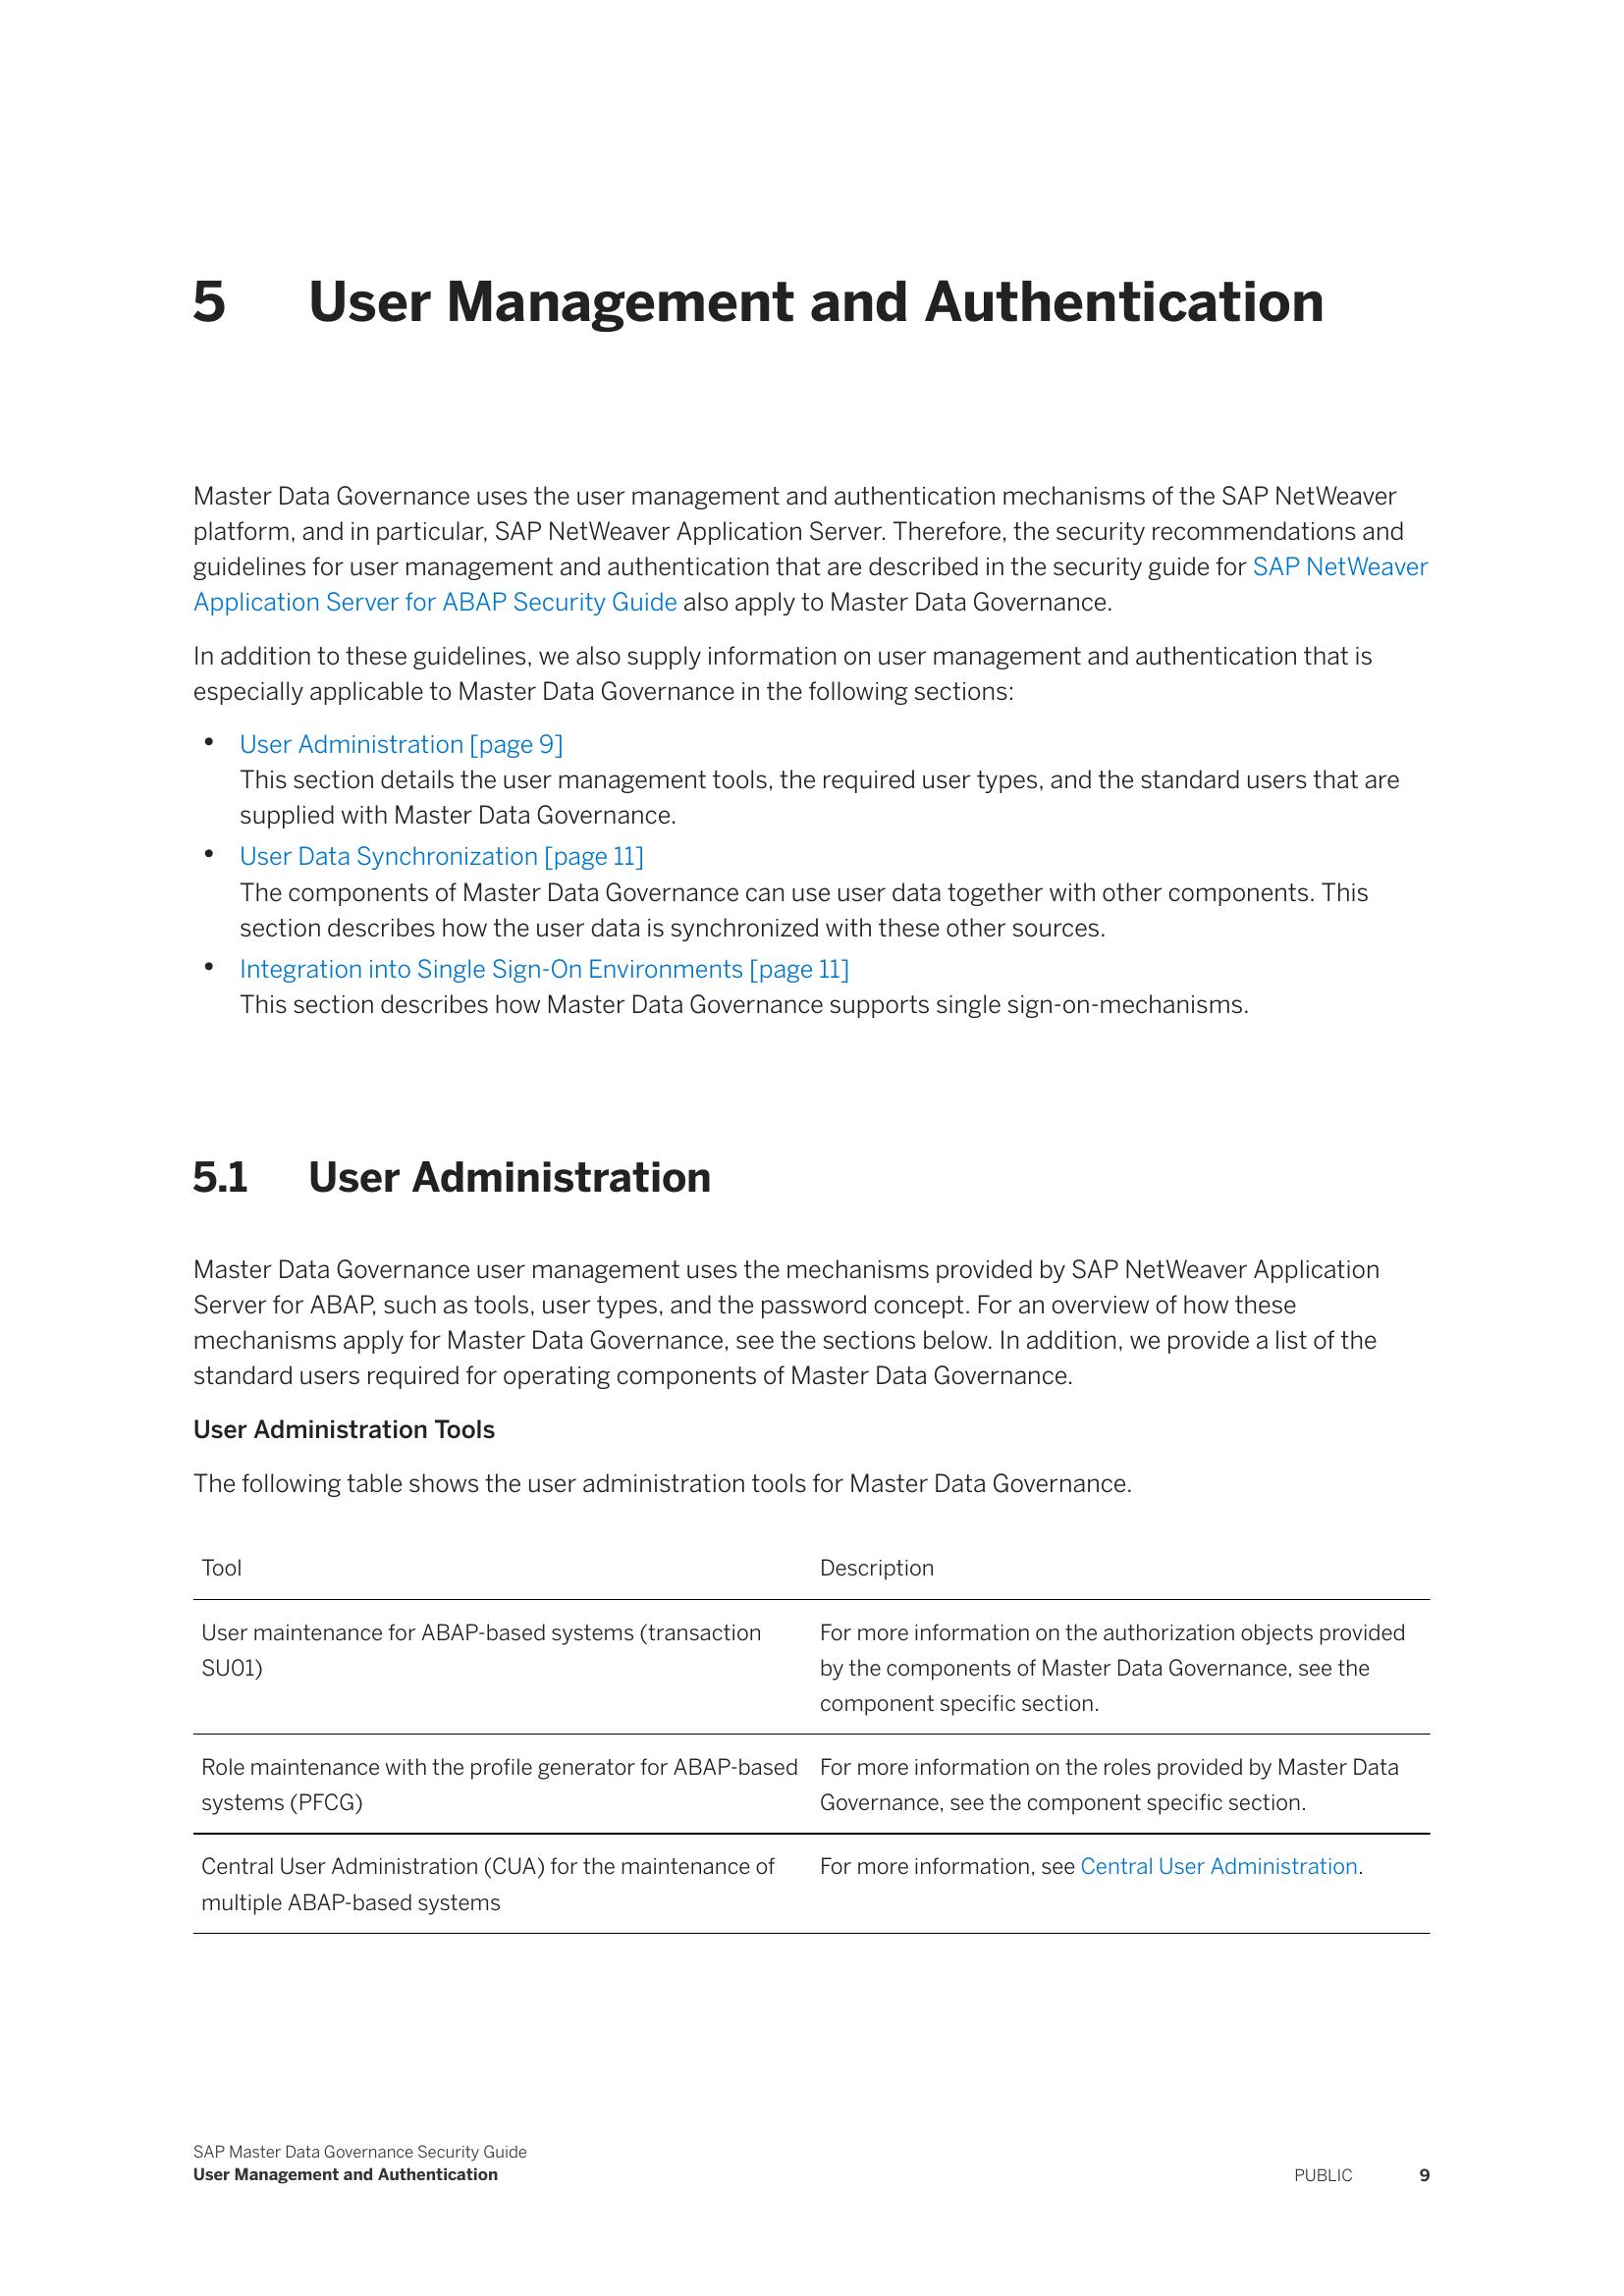 5 User Management and Authentication
Master Data Governance uses the user management and authentication mechanisms of the SAP NetWeaver
platform, and in particular, SAP NetWeaver Application Server. Therefore, the security recommendations and
guidelines for user management and authentication that are described in the security guide for SAP NetWeaver
Application Server for ABAP Security Guide also apply to Master Data Governance.
In addition to these guidelines, we also supply information on user management and authentication that is
especially applicable to Master Data Governance in the following sections:
• User Administration [page 9]
This section details the user management tools, the required user types, and the standard users that are
supplied with Master Data Governance.
• User Data Synchronization [page 11]
The components of Master Data Governance can use user data together with other components. This
section describes how the user data is synchronized with these other sources.
• Integration into Single Sign-On Environments [page 11]
This section describes how Master Data Governance supports single sign-on-mechanisms.
5.1 User Administration
Master Data Governance user management uses the mechanisms provided by SAP NetWeaver Application
Server for ABAP, such as tools, user types, and the password concept. For an overview of how these
mechanisms apply for Master Data Governance, see the sections below. In addition, we provide a list of the
standard users required for operating components of Master Data Governance.
User Administration Tools
The following table shows the user administration tools for Master Data Governance.
Tool Description
User maintenance for ABAP-based systems (transaction
SU01)
For more information on the authorization objects provided
by the components of Master Data Governance, see the
component specific section.
Role maintenance with the profile generator for ABAP-based
systems (PFCG)
For more information on the roles provided by Master Data
Governance, see the component specific section.
Central User Administration (CUA) for the maintenance of
multiple ABAP-based systems
For more information, see Central User Administration.
SAP Master Data Governance Security Guide
User Management and Authentication PUBLIC 9